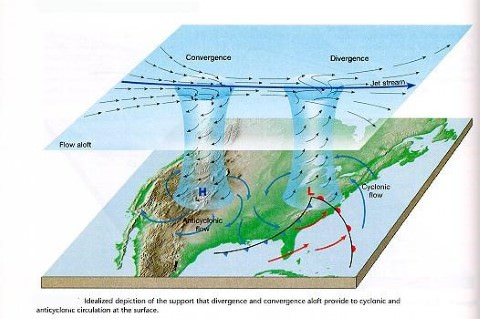 Convergence
Divergence
Jet stream
Flow aloft
H
L
Cyclonic
flow
Anticyclonic
flow
Idealized depiction of the support that divergence and convergence aloft provide to cyclonic and
anticyclonic circulation at the surface.